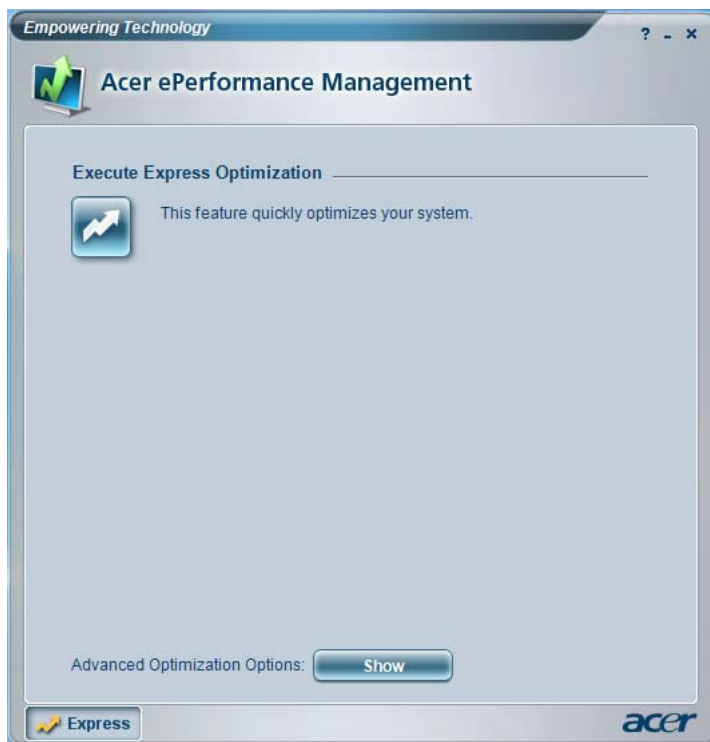 Empowering Technology
? - x
Acer ePerformance Management
Execute Express Optimization
This feature quickly optimizes your system.
Advanced Optimization Options: Show
Express
acer